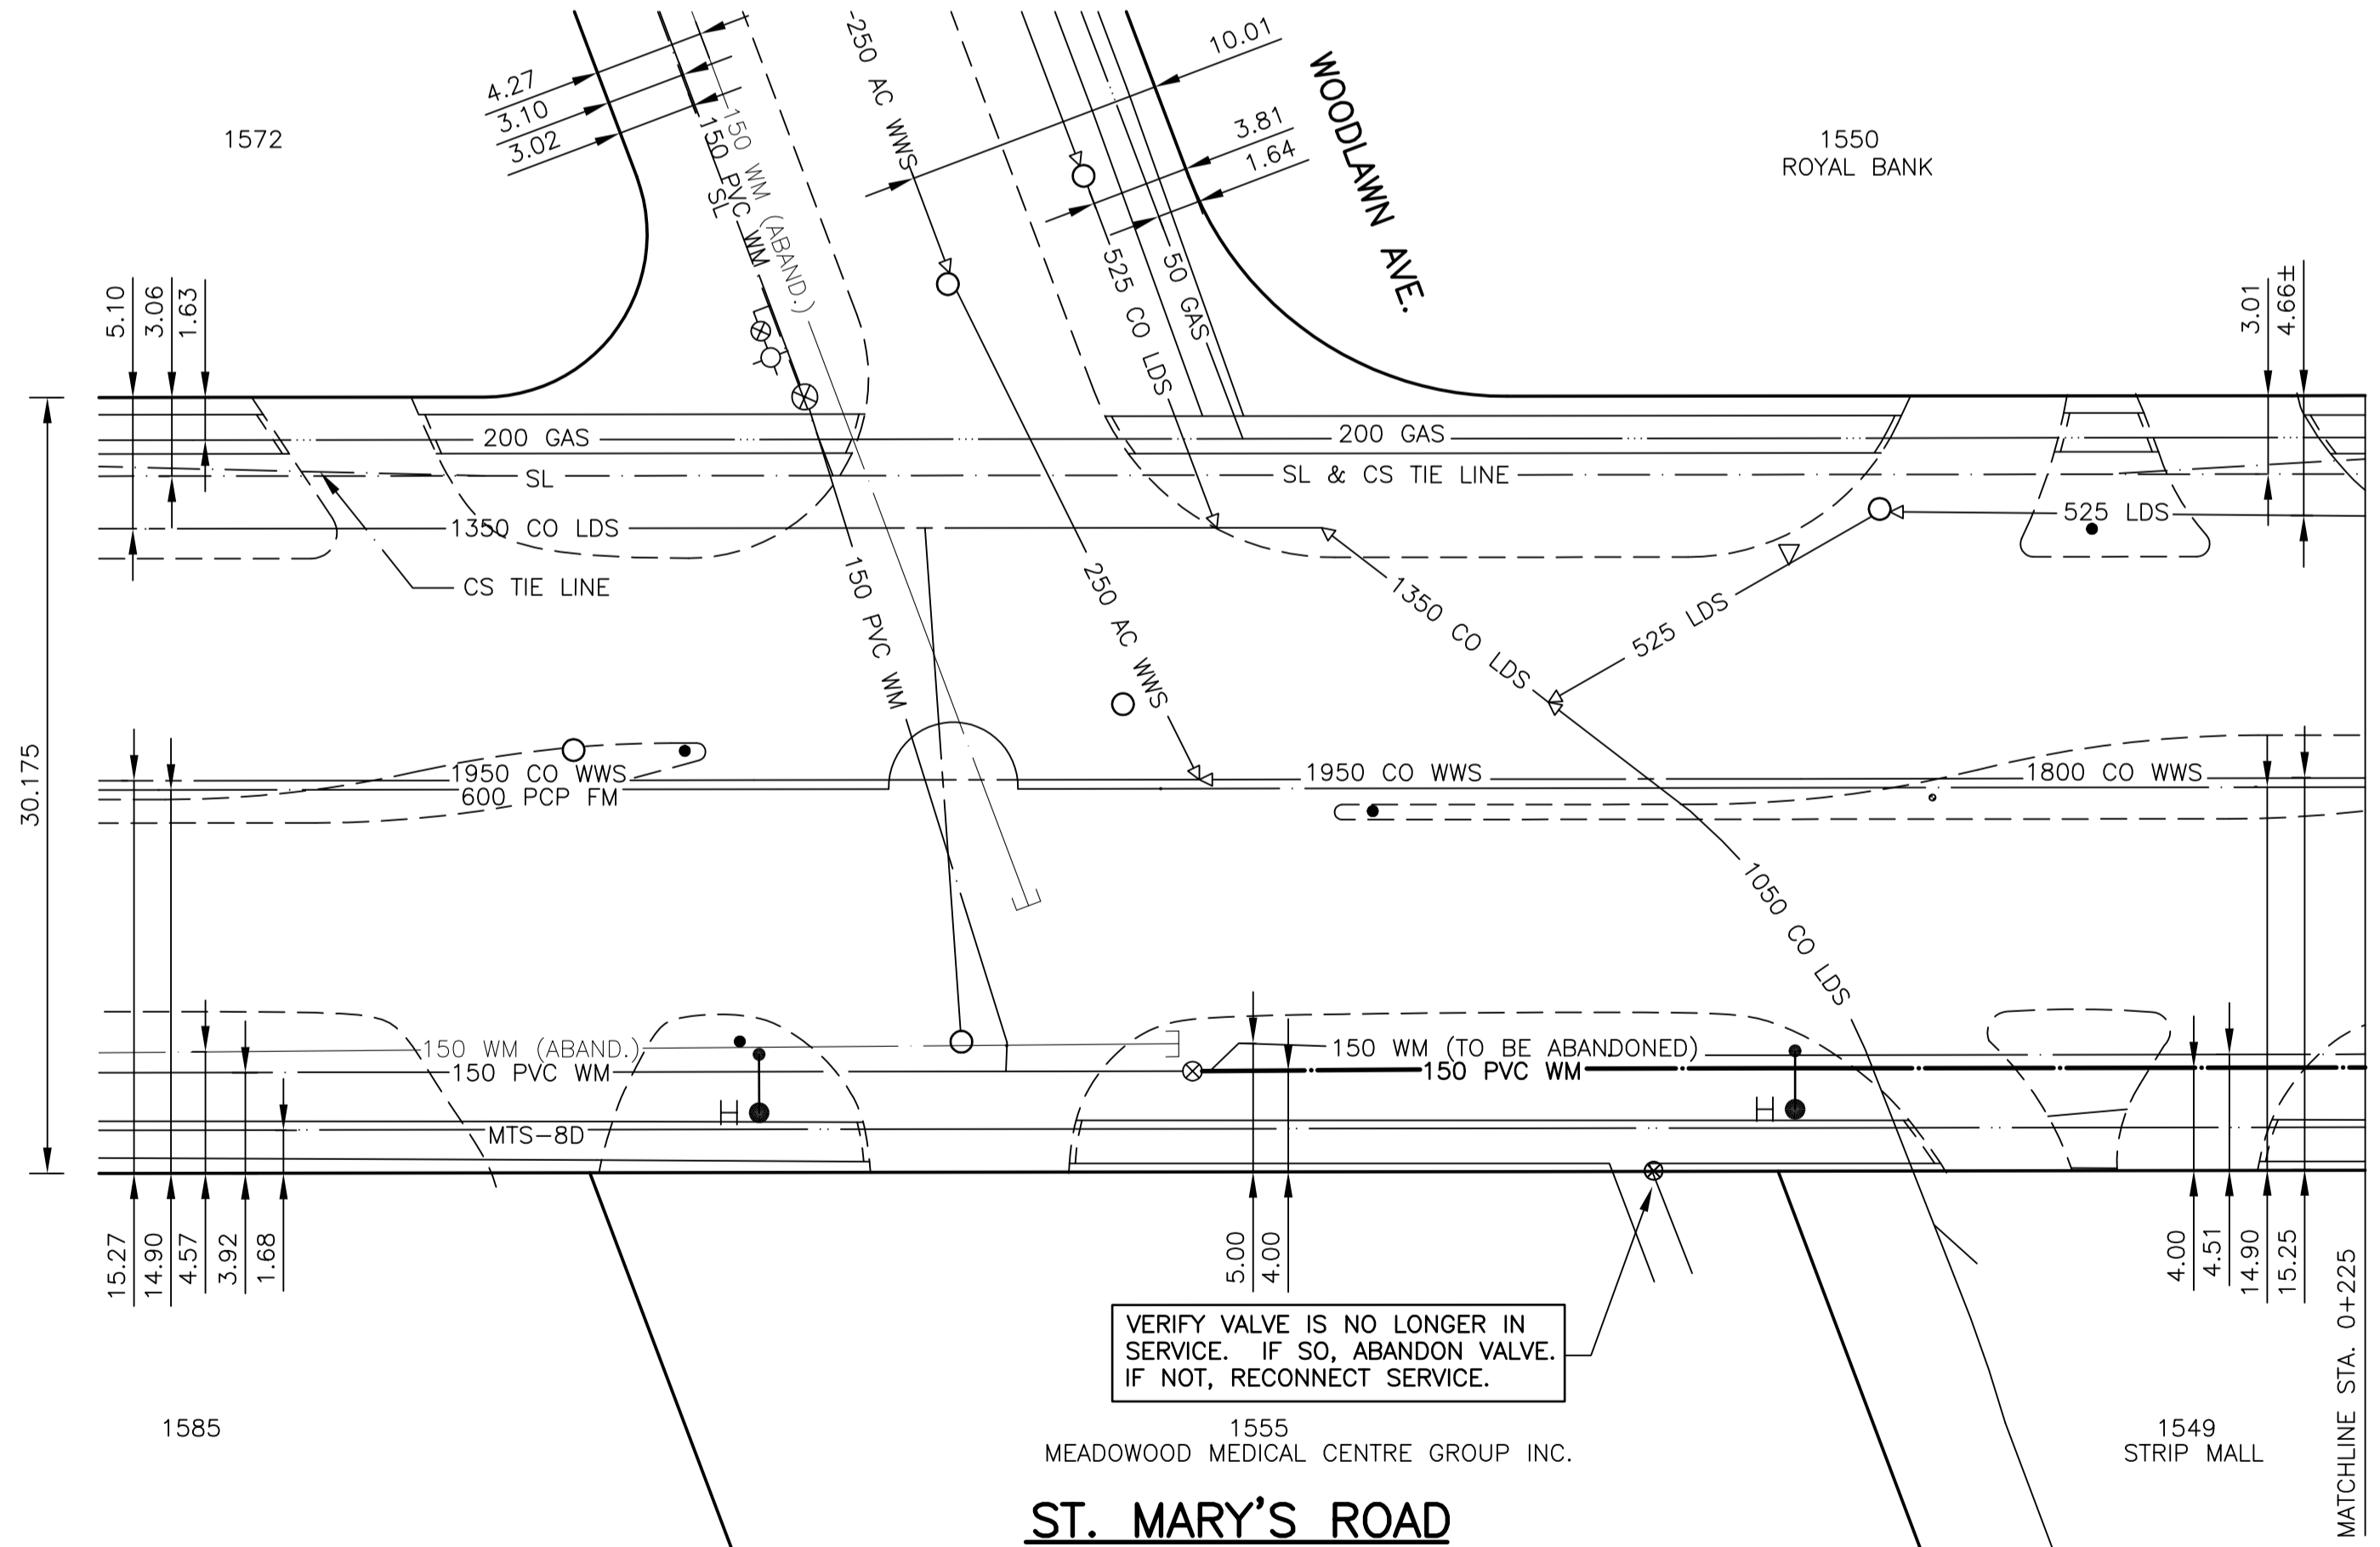 4.27
3.10
3.02
150 WM (ABAND.)
150 PVC WM
SL
250 AC WWS
10.01
3.81
1.64
WOODLAWN AVE.
1572
1550
ROYAL BANK
525 CO LDS
50 GAS
5.10
3.06
1.63
3.01
4.66±
200 GAS
200 GAS
SL
SL & CS TIE LINE
1350 CO LDS
525 LDS
CS TIE LINE
150 PVC WM
250 AC WWS
1350 CO LDS
525 LDS
30.175
1950 CO WWS
600 PCP FM
1950 CO WWS
1800 CO WWS
1050 CO LDS
150 WM (ABAND.)
150 PVC WM
150 WM (TO BE ABANDONED)
150 PVC WM
H
H
MTS-8D
15.27
14.90
4.57
3.92
1.68
5.00
4.00
4.00
4.51
14.90
15.25
VERIFY VALVE IS NO LONGER IN
SERVICE. IF SO, ABANDON VALVE.
IF NOT, RECONNECT SERVICE.
1585
1555
MEADOWOOD MEDICAL CENTRE GROUP INC.
1549
STRIP MALL
MATCHLINE STA. 0+225
ST. MARY'S ROAD